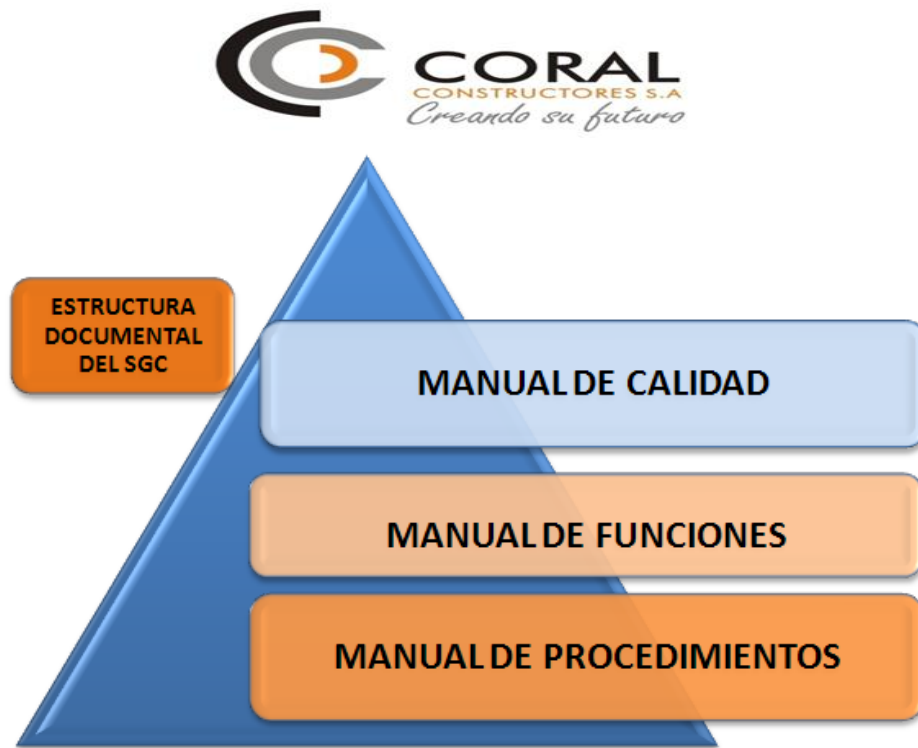 CORAL
CONSTRUCTORES S.A
Creando su futuro
ESTRUCTURA
DOCUMENTAL
DEL SGC
MANUAL DE CALIDAD
MANUAL DE FUNCIONES
MANUAL DE PROCEDIMIENTOS